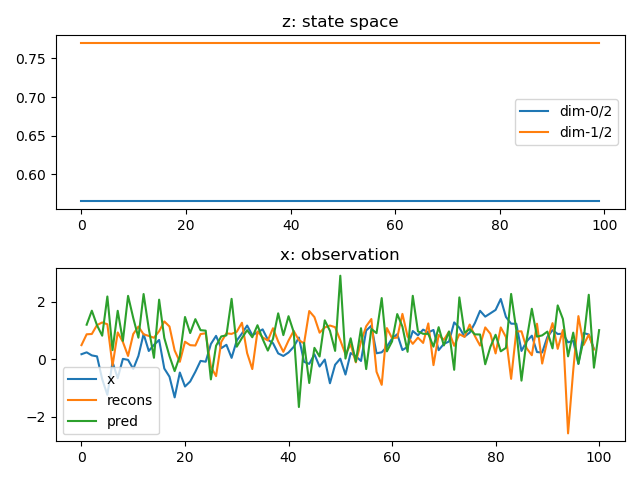 z: state space
0.75
0.70
0.65
0.60
dim-0/2
dim-1/2
0 20 40 60 80 100
x: observation
2
0
−2
x
recons
pred
0 20 40 60 80 100